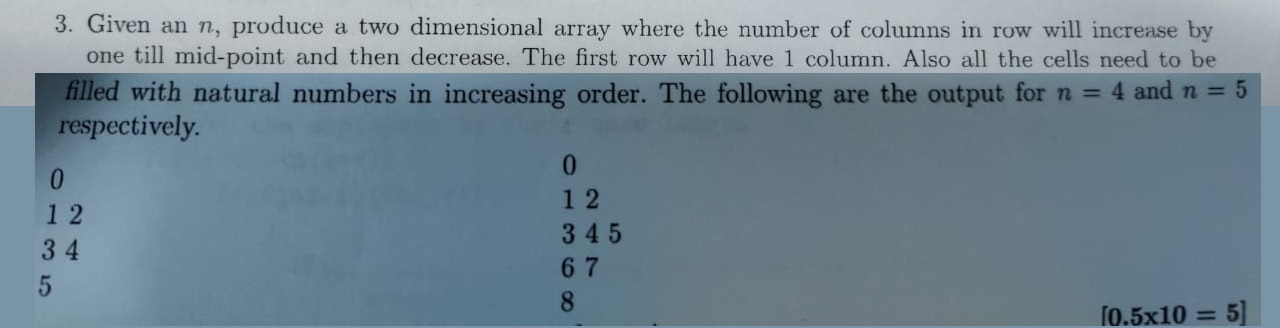 3. Given an n, produce a two dimensional array where the number of columns in row will increase by
one till mid-point and then decrease. The first row will have 1 column. Also all the cells need to be
filled with natural numbers in increasing order. The following are the output for n = 4 and n = 5
respectively.
0
1 2
3 4
5
0
1 2
3 4 5
6 7
8
[0.5x10 = 5]